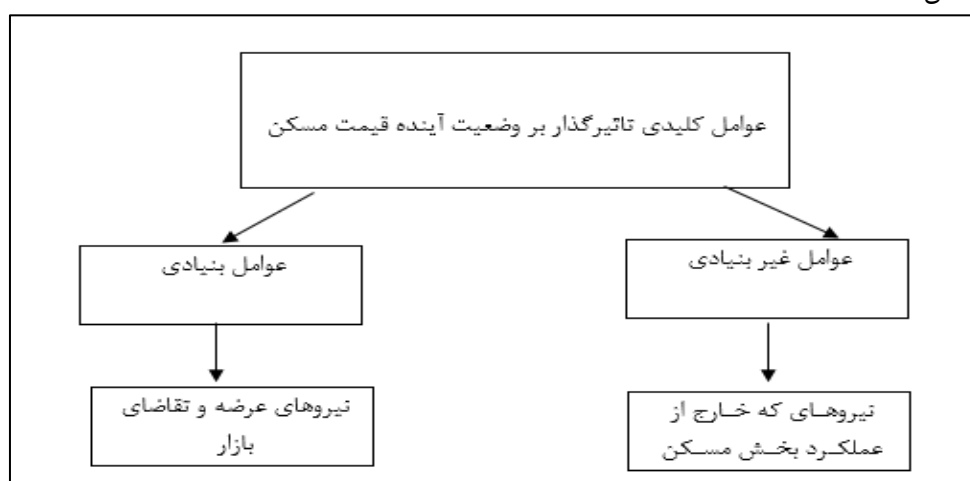 عوامل کلیدی تاثیرگذار بر وضعیت آینده قیمت مسکن
عوامل غیر بنیادی
عوامل بنیادی
نیروهـای که خـارج از
عملکـرد بخـش مسـکن
نیروهای عرضه و تقاضای
بازار